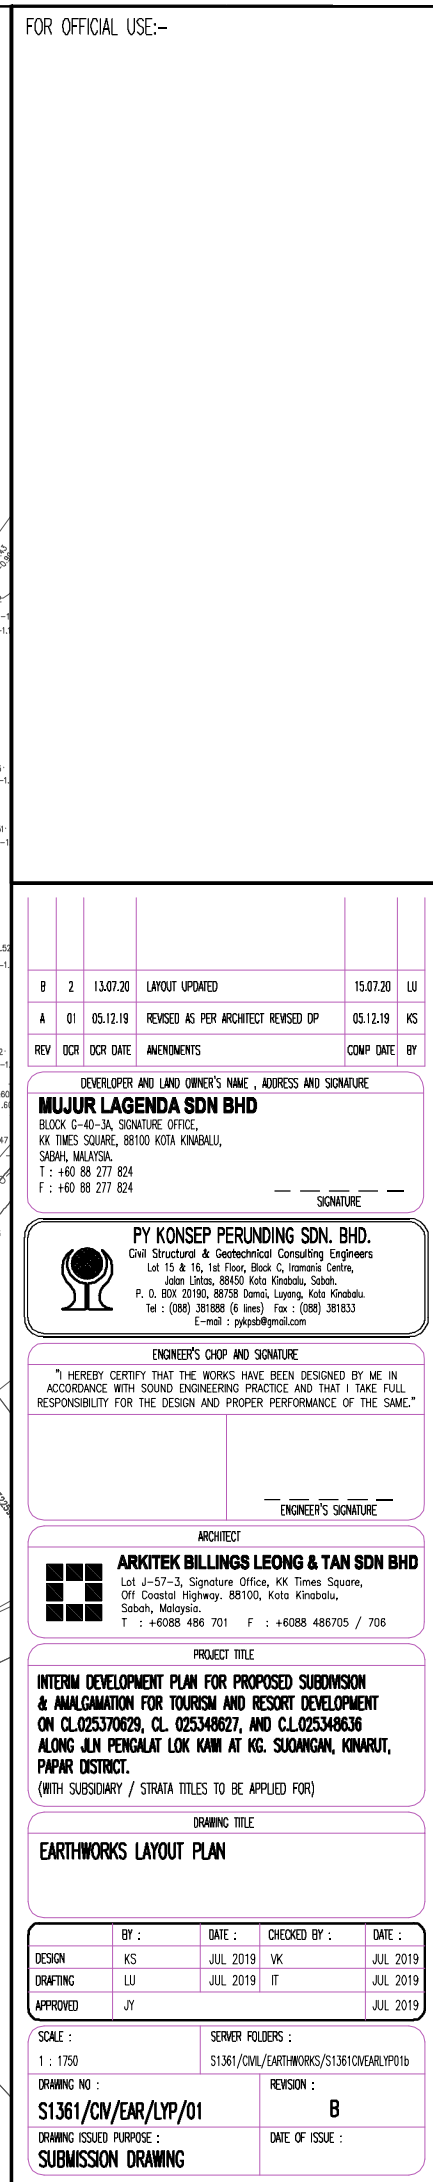 FOR OFFICIAL USE:-
B 2 13.07.20 LAYOUT UPDATED 15.07.20 LU
A 01 05.12.19 REVISED AS PER ARCHITECT REVISED DP 05.12.19 KS
REV DCR DCR DATE AMENDMENTS COMP DATE BY
DEVERLOPER AND LAND OWNER'S NAME , ADDRESS AND SIGNATURE
MUJUR LAGENDA SDN BHD
BLOCK G-40-3A, SIGNATURE OFFICE,
KK TIMES SQUARE, 88100 KOTA KINABALU,
SABAH, MALAYSIA.
T : +60 88 277 824
F : +60 88 277 824
SIGNATURE
PY KONSEP PERUNDING SDN. BHD.
Civil Structural & Geotechnical Consulting Engineers
Lot 15 & 16, 1st Floor, Block C, Iramanis Centre,
Jalan Lintas, 88450 Kota Kinabalu, Sabah.
P. O. BOX 20190, 88758 Damai, Luyang, Kota Kinabalu.
Tel : (088) 381888 (6 lines) Fax : (088) 381833
E-mail : pykpsb@gmail.com
ENGINEER'S CHOP AND SIGNATURE
"I HEREBY CERTIFY THAT THE WORKS HAVE BEEN DESIGNED BY ME IN
ACCORDANCE WITH SOUND ENGINEERING PRACTICE AND THAT I TAKE FULL
RESPONSIBILITY FOR THE DESIGN AND PROPER PERFORMANCE OF THE SAME."
ENGINEER'S SIGNATURE
ARCHITECT
ARKITEK BILLINGS LEONG & TAN SDN BHD
Lot J-57-3, Signature Office, KK Times Square,
Off Coastal Highway. 88100, Kota Kinabalu,
Sabah, Malaysia.
T : +6088 486 701 F : +6088 486705 / 706
PROJECT TITLE
INTERIM DEVELOPMENT PLAN FOR PROPOSED SUBDIVISION
& AMALGAMATION FOR TOURISM AND RESORT DEVELOPMENT
ON CL.025370629, CL. 025348627, AND C.L.025348636
ALONG JLN PENGALAT LOK KAWI AT KG. SUOANGAN, KINARUT,
PAPAR DISTRICT.
(WITH SUBSIDIARY / STRATA TITLES TO BE APPLIED FOR)
DRAWING TITLE
EARTHWORKS LAYOUT PLAN
BY : DATE : CHECKED BY : DATE :
DESIGN KS JUL 2019 VK JUL 2019
DRAFTING LU JUL 2019 IT JUL 2019
APPROVED JY JUL 2019
SCALE : SERVER FOLDERS :
1 : 1750 S1361/CIVIL/EARTHWORKS/S1361CIVEARLYP01b
DRAWING NO : REVISION :
S1361/CIV/EAR/LYP/01 B
DRAWING ISSUED PURPOSE : DATE OF ISSUE :
SUBMISSION DRAWING